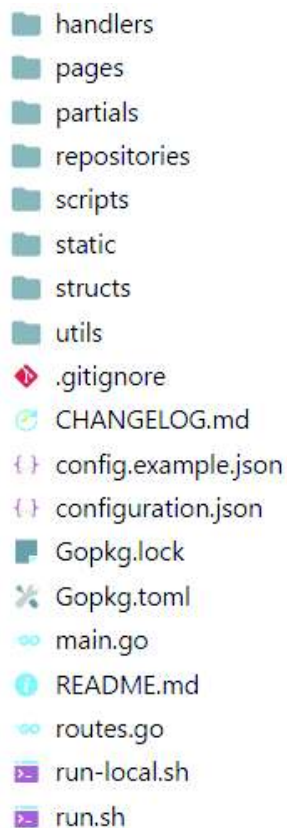 handlers
pages
partials
repositories
scripts
static
structs
utils
.gitignore
CHANGELOG.md
config.example.json
configuration.json
Gopkg.lock
Gopkg.toml
main.go
README.md
routes.go
run-local.sh
run.sh